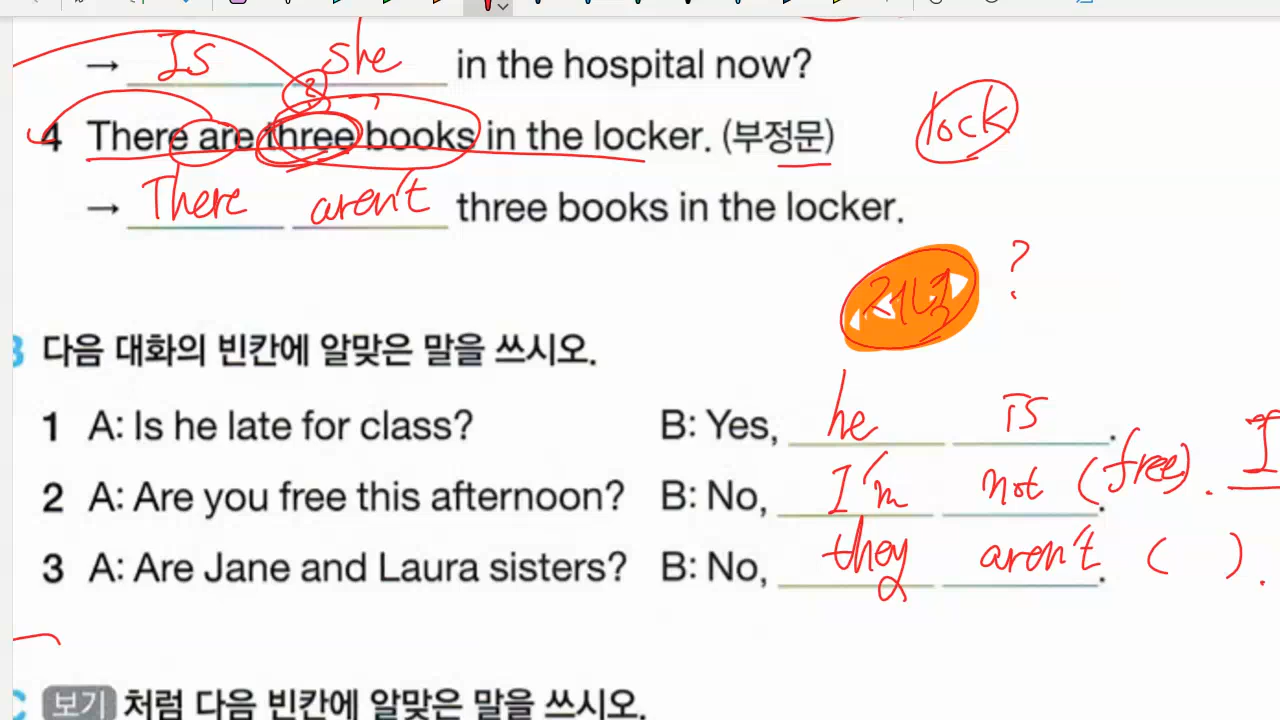 → Is she in the hospital now?
4 There are three books in the locker. (부정문)
lock
→ There aren't three books in the locker.
저녁 ?
B 다음 대화의 빈칸에 알맞은 말을 쓰시오.
1 A: Is he late for class? B: Yes, he is.
2 A: Are you free this afternoon? B: No, I'm not (free). I
3 A: Are Jane and Laura sisters? B: No, they aren't ( ).
C 보기 처럼 다음 빈칸에 알맞은 말을 쓰시오.